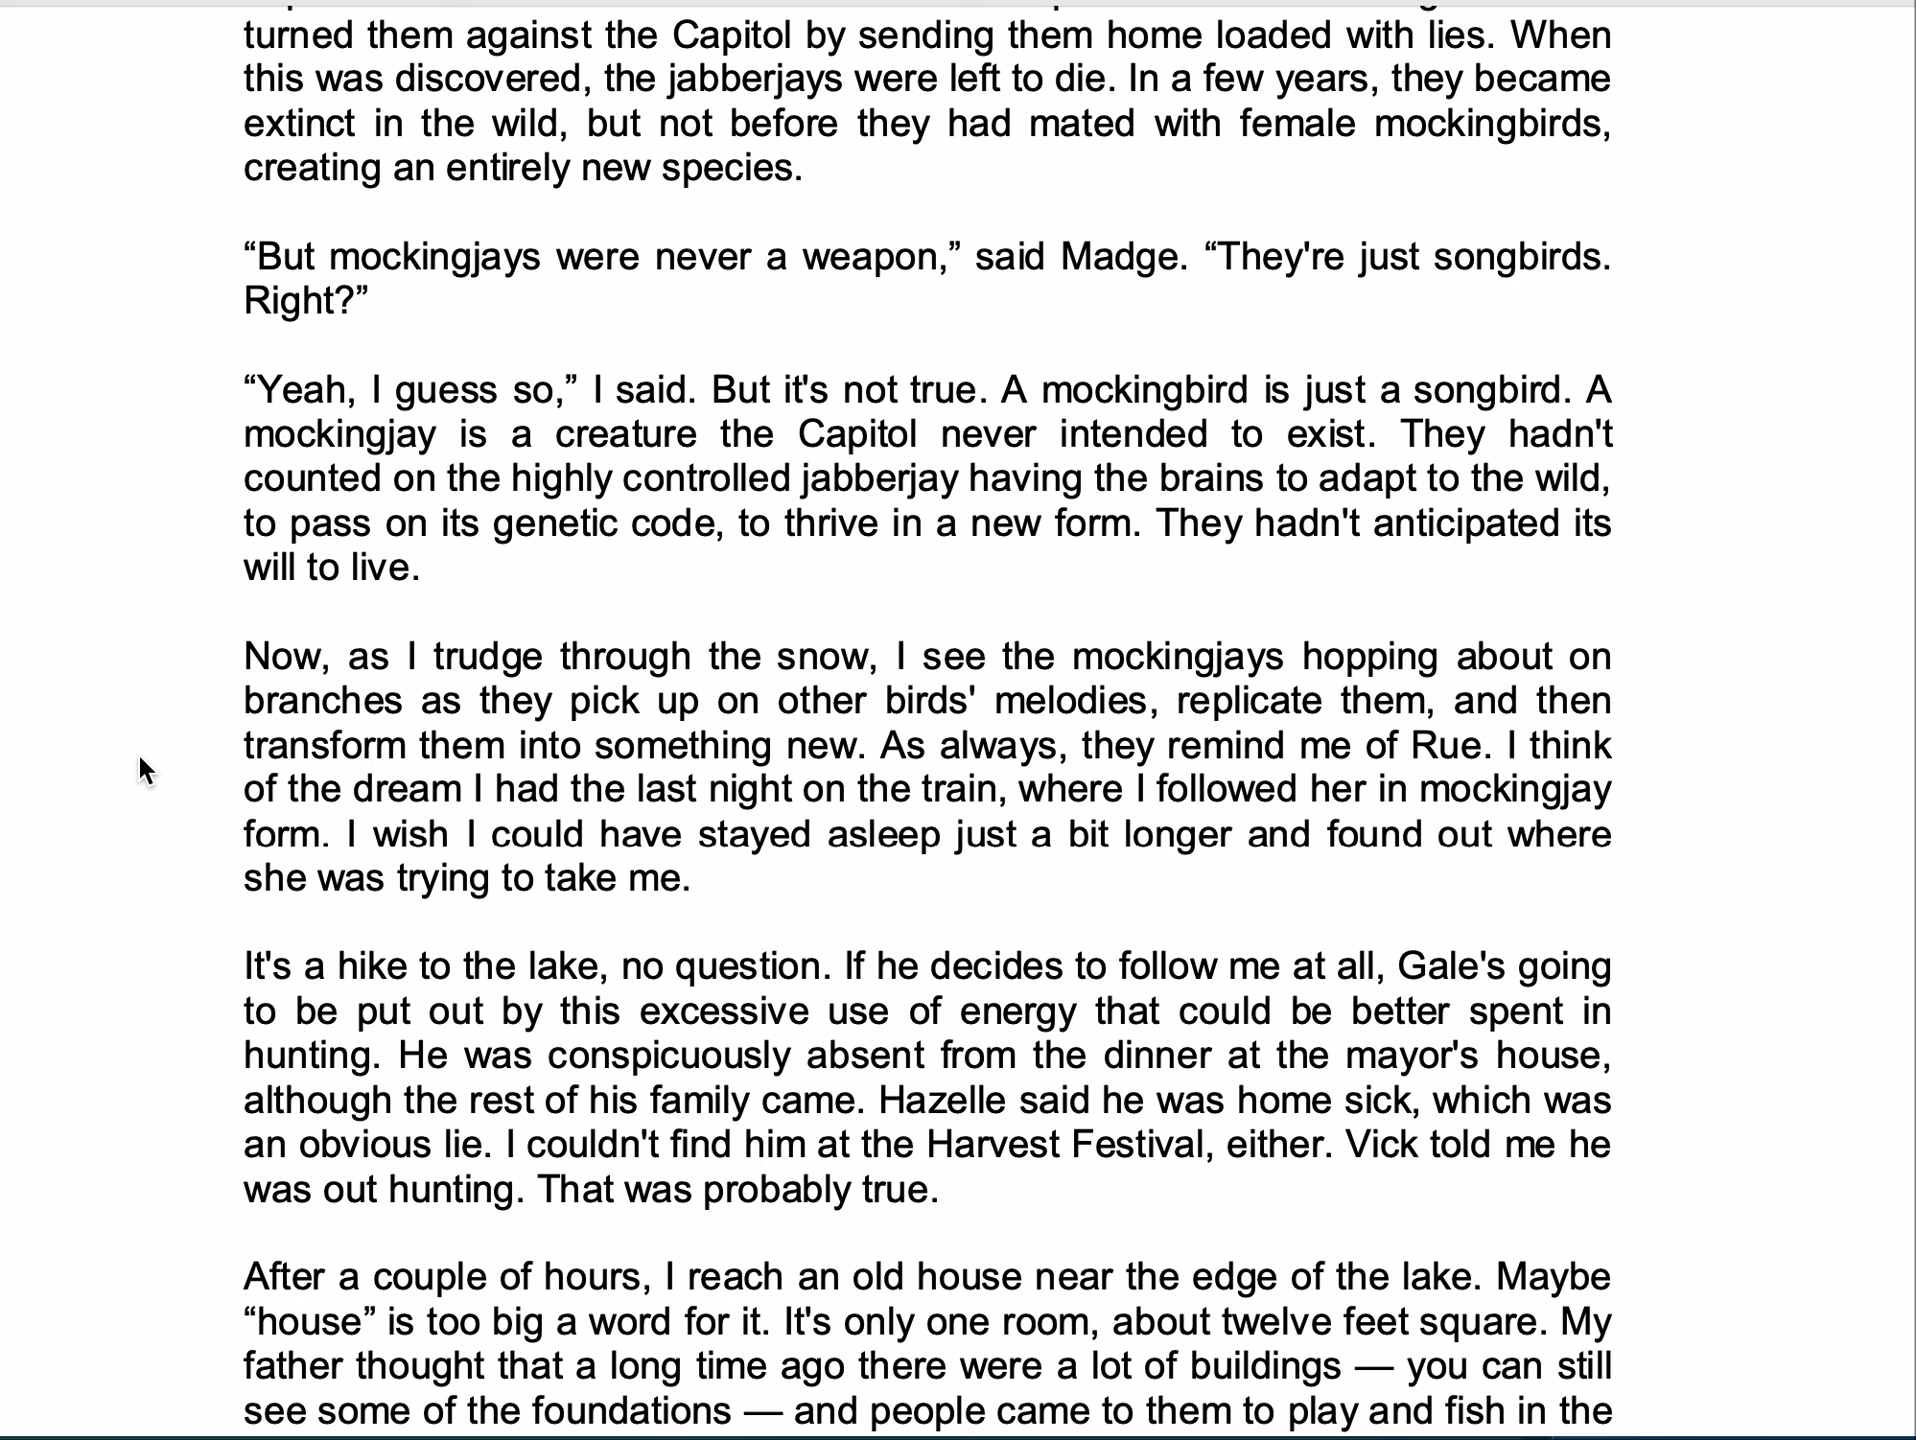 turned them against the Capitol by sending them home loaded with lies. When
this was discovered, the jabberjays were left to die. In a few years, they became
extinct in the wild, but not before they had mated with female mockingbirds,
creating an entirely new species.
“But mockingjays were never a weapon,” said Madge. “They're just songbirds.
Right?”
“Yeah, I guess so,” I said. But it's not true. A mockingbird is just a songbird. A
mockingjay is a creature the Capitol never intended to exist. They hadn't
counted on the highly controlled jabberjay having the brains to adapt to the wild,
to pass on its genetic code, to thrive in a new form. They hadn't anticipated its
will to live.
Now, as I trudge through the snow, I see the mockingjays hopping about on
branches as they pick up on other birds' melodies, replicate them, and then
transform them into something new. As always, they remind me of Rue. I think
of the dream I had the last night on the train, where I followed her in mockingjay
form. I wish I could have stayed asleep just a bit longer and found out where
she was trying to take me.
It's a hike to the lake, no question. If he decides to follow me at all, Gale's going
to be put out by this excessive use of energy that could be better spent in
hunting. He was conspicuously absent from the dinner at the mayor's house,
although the rest of his family came. Hazelle said he was home sick, which was
an obvious lie. I couldn't find him at the Harvest Festival, either. Vick told me he
was out hunting. That was probably true.
After a couple of hours, I reach an old house near the edge of the lake. Maybe
“house” is too big a word for it. It's only one room, about twelve feet square. My
father thought that a long time ago there were a lot of buildings — you can still
see some of the foundations — and people came to them to play and fish in the